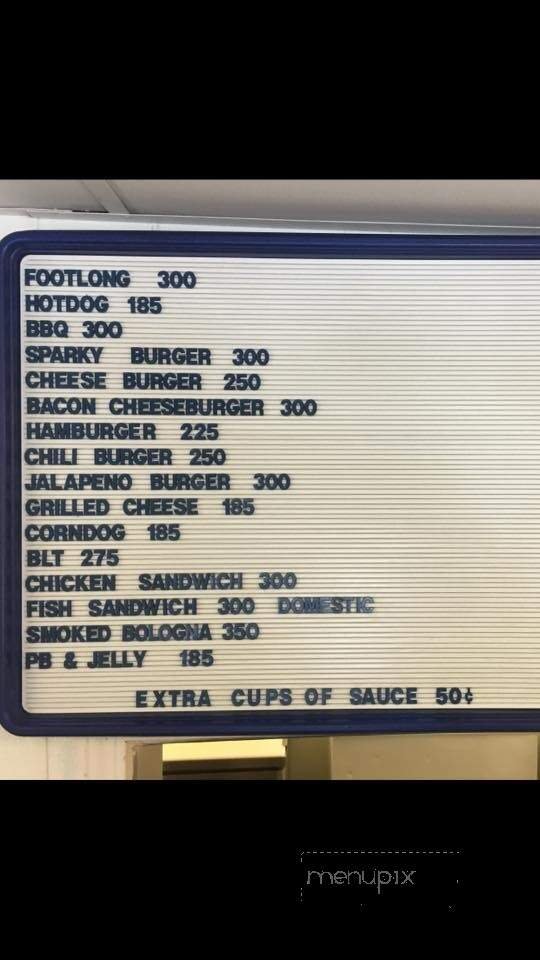 FOOTLONG 300
HOTDOG 185
BBQ 300
SPARKY BURGER 300
CHEESE BURGER 250
BACON CHEESEBURGER 300
HAMBURGER 225
CHILI BURGER 250
JALAPENO BURGER 300
GRILLED CHEESE 185
CORNDOG 185
BLT 275
CHICKEN SANDWICH 300
FISH SANDWICH 300 DOMESTIC
SMOKED BOLOGNA 350
PB & JELLY 185
EXTRA CUPS OF SAUCE 50¢
menupix